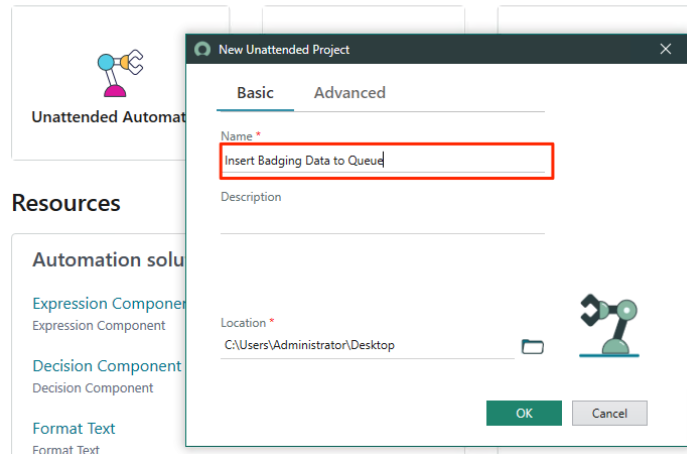 New Unattended Project
Basic Advanced
Unattended Automat
Name *
Insert Badging Data to Queue
Description
Resources
Automation solu
Expression Componen
Expression Component
Location *
C:\Users\Administrator\Desktop
Decision Component
Decision Component
OK Cancel
Format Text
Format Text